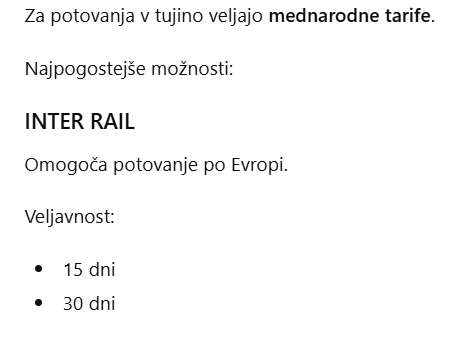 Za potovanja v tujino veljajo mednarodne tarife.
Najpogostejše možnosti:
INTER RAIL
Omogoča potovanje po Evropi.
Veljavnost:
• 15 dni
• 30 dni